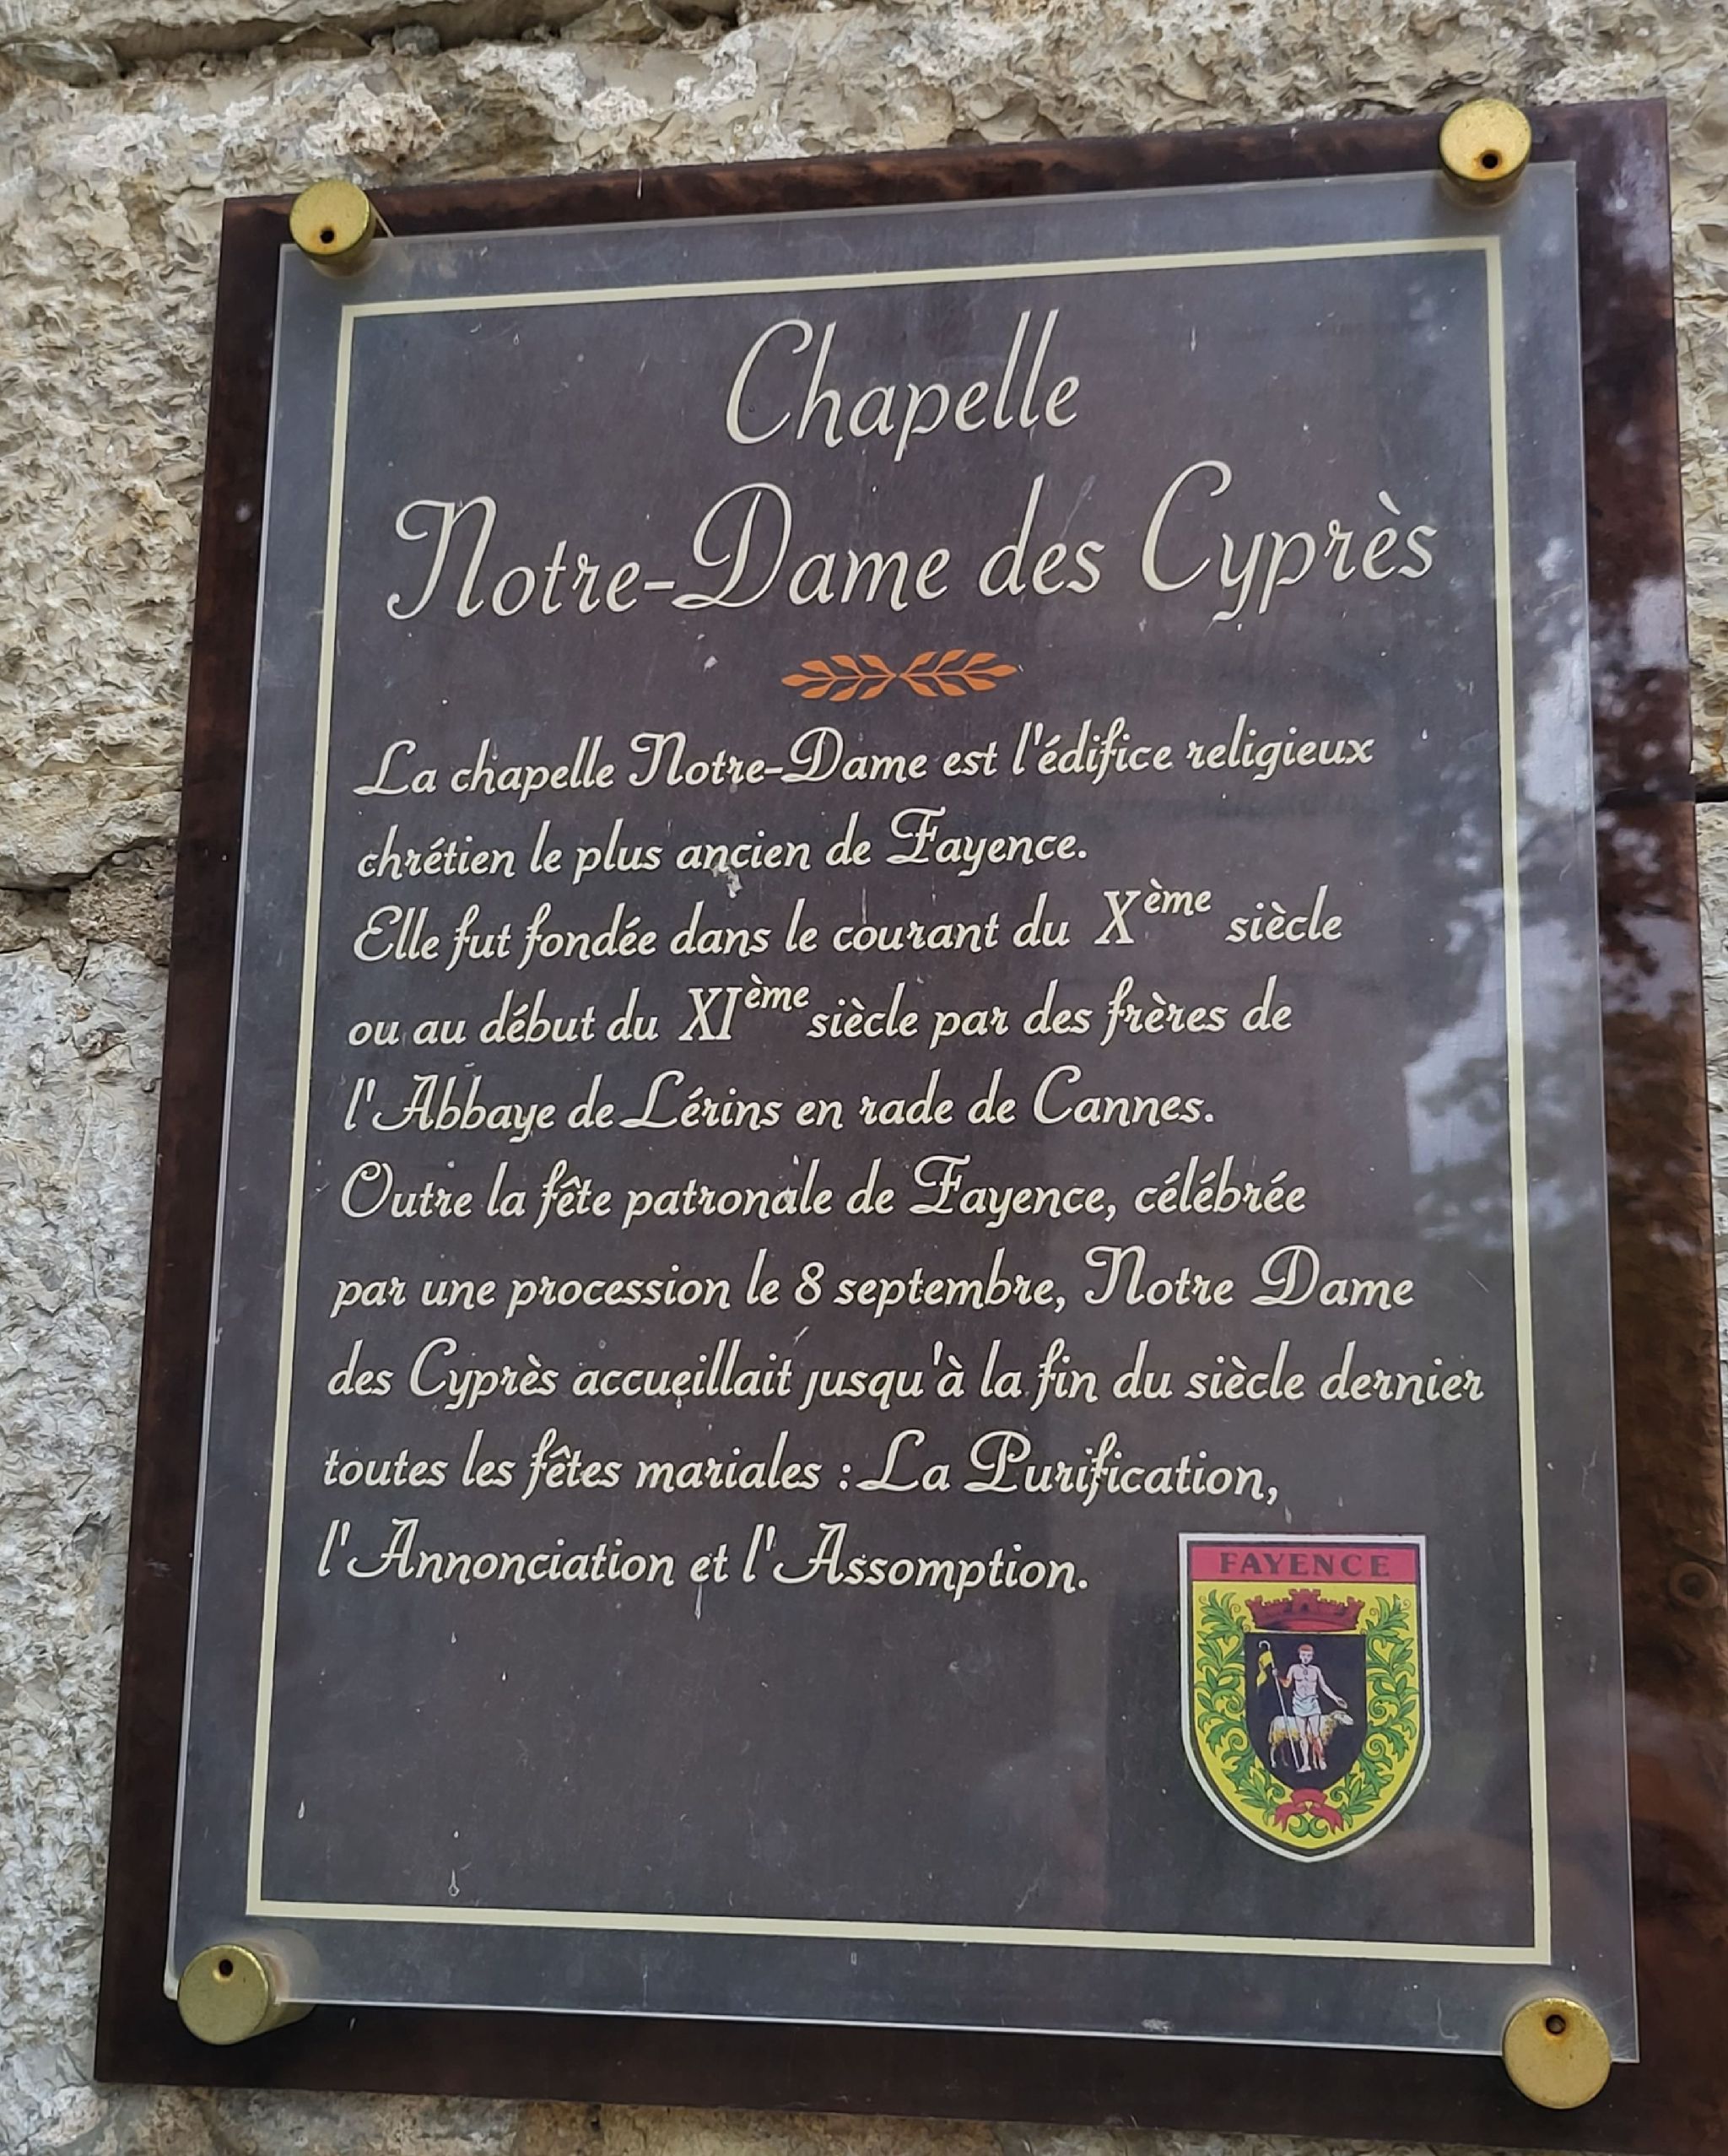 Chapelle
Notre-Dame des Cyprès
La chapelle Notre-Dame est l'édifice religieux
chrétien le plus ancien de Fayence.
Elle fut fondée dans le courant du Xème siècle
ou au début du XIème siècle par des frères de
l'Abbaye de Lérins en rade de Cannes.
Outre la fête patronale de Fayence, célébrée
par une procession le 8 septembre, Notre Dame
des Cyprès accueillait jusqu'à la fin du siècle dernier
toutes les fêtes mariales : La Purification,
l'Annonciation et l'Assomption.
FAYENCE